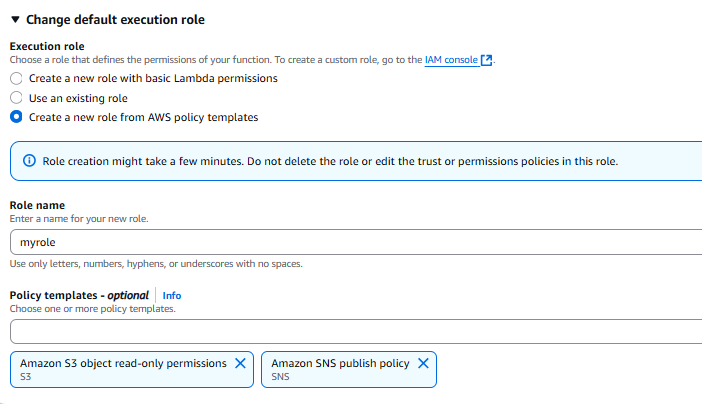 Change default execution role
Execution role
Choose a role that defines the permissions of your function. To create a custom role, go to the IAM console.
Create a new role with basic Lambda permissions
Use an existing role
Create a new role from AWS policy templates
Role creation might take a few minutes. Do not delete the role or edit the trust or permissions policies in this role.
Role name
Enter a name for your new role.
myrole
Use only letters, numbers, hyphens, or underscores with no spaces.
Policy templates - optional Info
Choose one or more policy templates.
Amazon S3 object read-only permissions Amazon SNS publish policy
S3 SNS